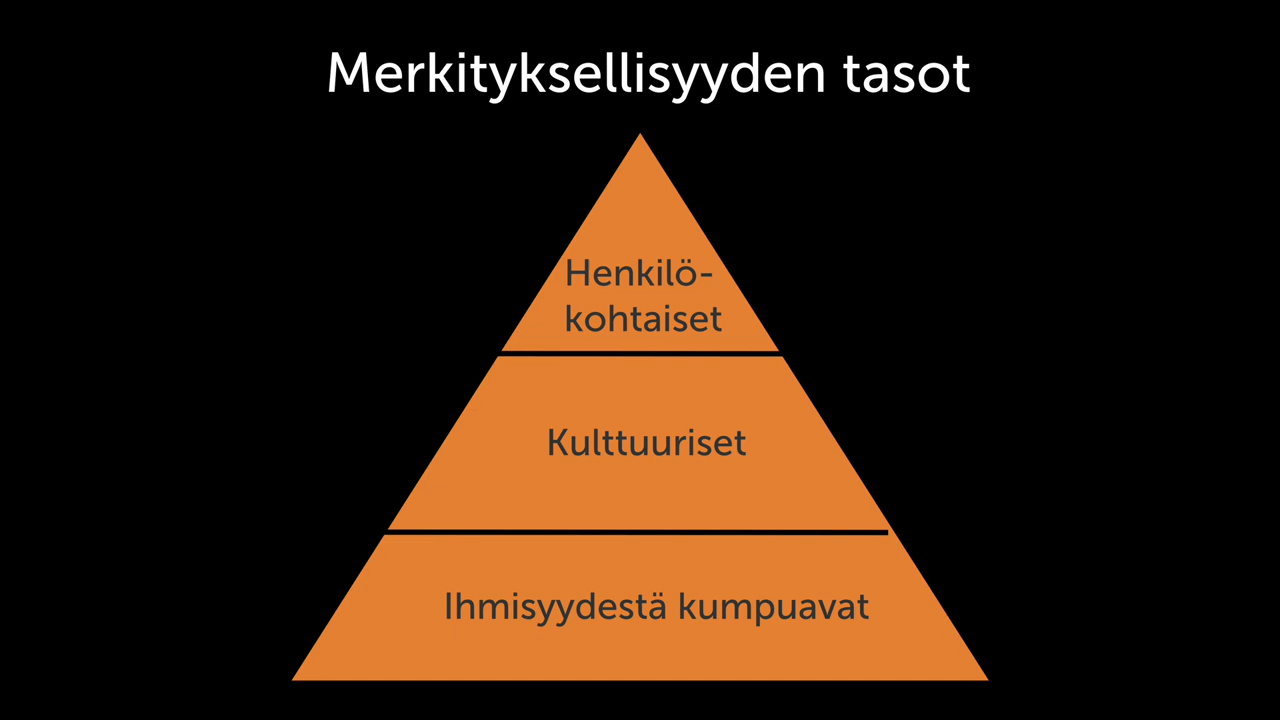 Merkityksellisyyden tasot
Henkilö-
kohtaiset
Kulttuuriset
Ihmisyydestä kumpuavat